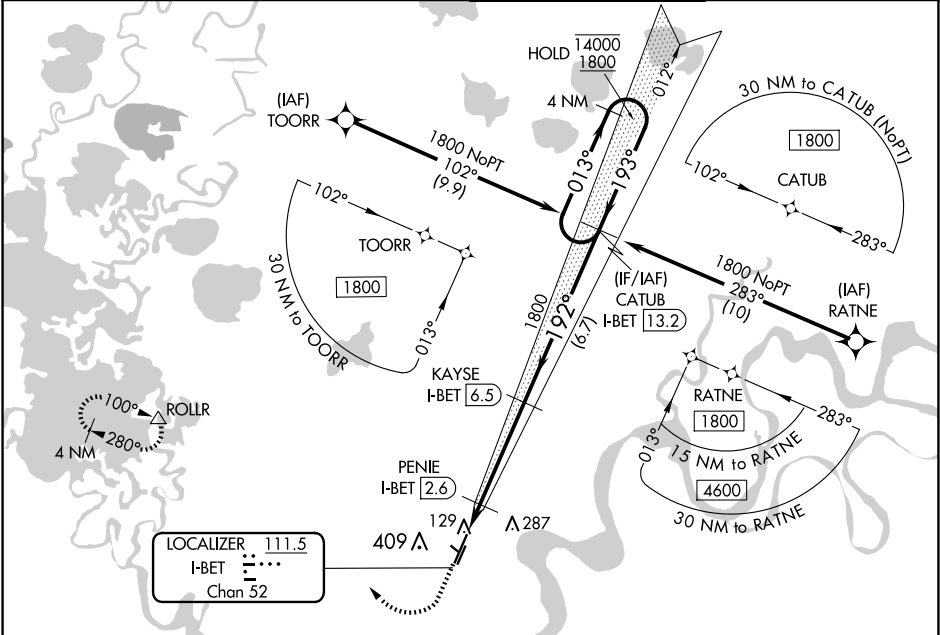 HOLD 14000
1800
4 NM
012°
013°
193°
(IAF)
TOORR
1800 NoPT
102°
(9.9)
30 NM to CATUB (NoPT)
1800
CATUB
102°
283°
102°
TOORR
1800
013°
30 NM to TOORR
1800
192°
(6.7)
(IF/IAF)
CATUB
I-BET 13.2
1800 NoPT
283°
(10)
(IAF)
RATNE
KAYSE
I-BET 6.5
RATNE
1800
283°
013°
15 NM to RATNE
4600
30 NM to RATNE
100°
ROLLR
280°
4 NM
PENIE
I-BET 2.6
129
287
409
LOCALIZER 111.5
I-BET
Chan 52